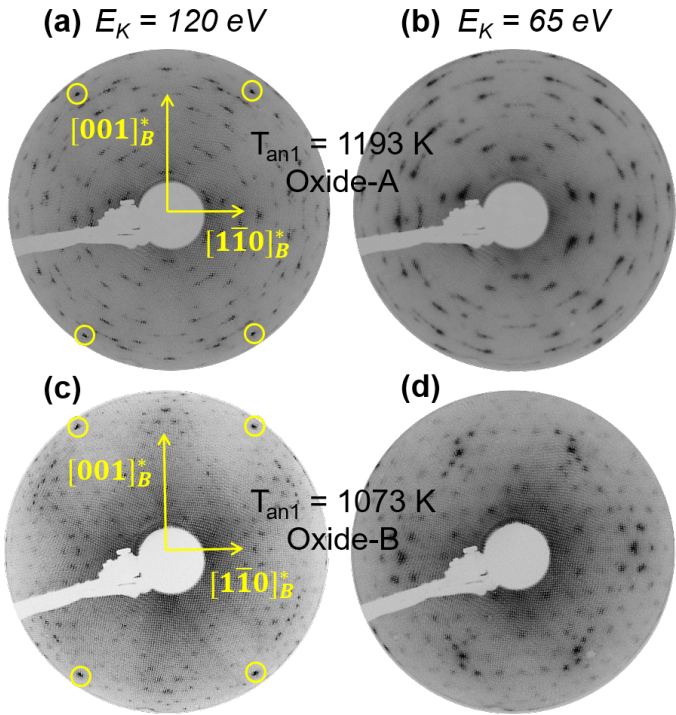 (a) E_K = 120 eV
(b) E_K = 65 eV
[001]*_B
[11̄0]*_B
T_an1 = 1193 K
Oxide-A
(c)
(d)
[001]*_B
[11̄0]*_B
T_an1 = 1073 K
Oxide-B